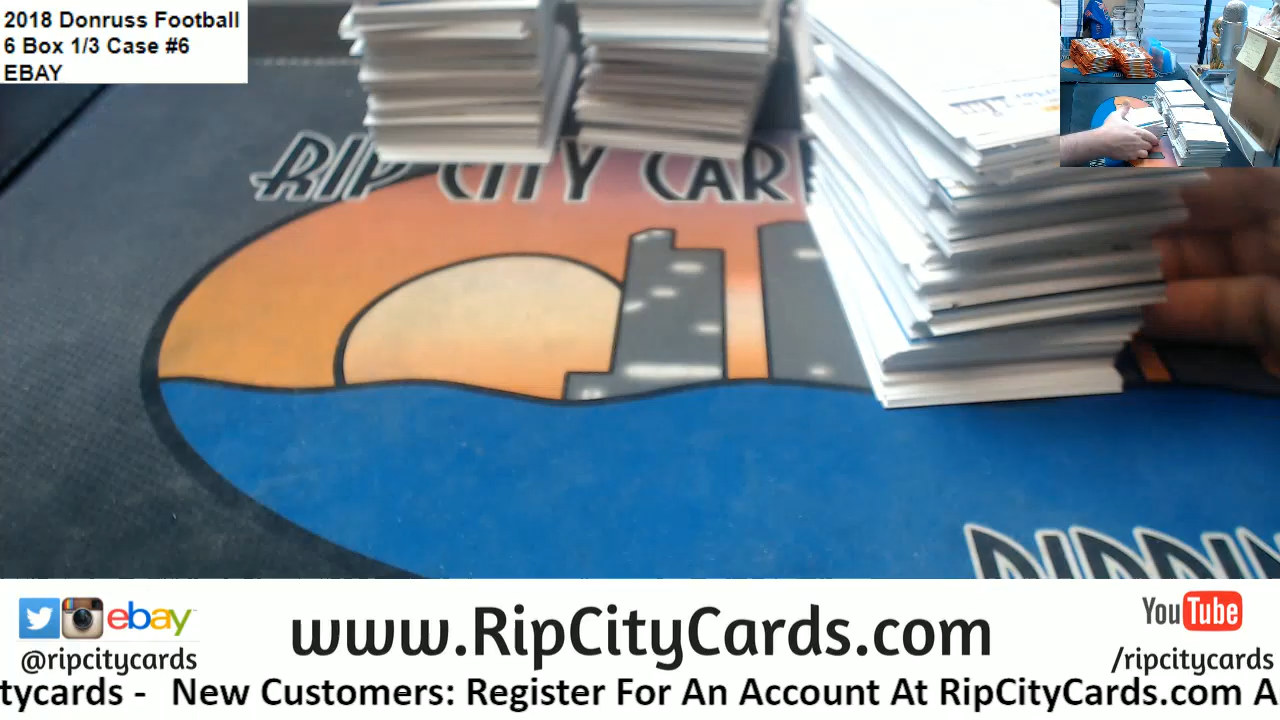 2018 Donruss Football
6 Box 1/3 Case #6
EBAY
RIP CITY CAR
ebay
@ripcitycards
www.RipCityCards.com
YouTube
/ripcitycards
tycards - New Customers: Register For An Account At RipCityCards.com A